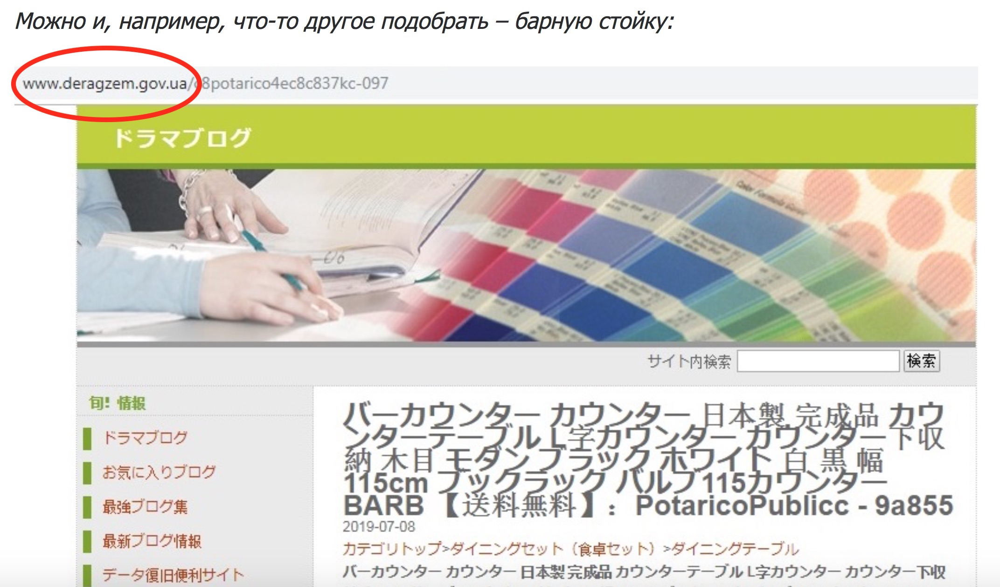 Можно и, например, что-то другое подобрать – барную стойку:
www.deragzem.gov.ua/c8potarico4ec8c837kc-097
ドラマブログ
サイト内検索 検索
旬! 情報
ドラマブログ
お気に入りブログ
最強ブログ集
最新ブログ情報
データ復旧便利サイト
バーカウンター カウンター 日本製 完成品 カウ
ンターテーブル L字カウンター カウンター下収
納 木目 モダン ブラック ホワイト 白 黒 幅
115cm ブックラック バルブ115カウンター
BARB 【送料無料】: PotaricoPublicc - 9a855
2019-07-08
カテゴリトップ>ダイニングセット（食卓セット）>ダイニングテーブル
バーカウンター カウンター 日本製 完成品 カウンターテーブル L字カウンター カウンター下収